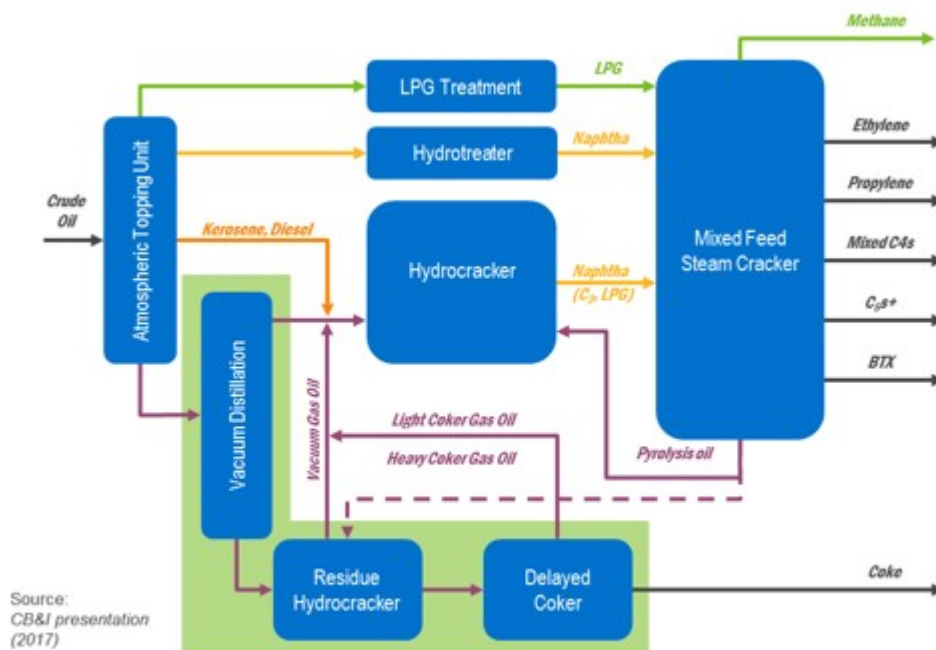 Methane
LPG Treatment
LPG
Hydrotreater
Naphtha
Ethylene
Propylene
Crude
Oil
Atmospheric Topping Unit
Kerosene, Diesel
Hydrocracker
Naphtha
(C₂, LPG)
Mixed Feed
Steam Cracker
Mixed C4s
C₅s+
BTX
Vacuum Distillation
Vacuum Gas Oil
Light Coker Gas Oil
Heavy Coker Gas Oil
Pyrolysis oil
Residue
Hydrocracker
Delayed
Coker
Coke
Source:
CB&I presentation
(2017)